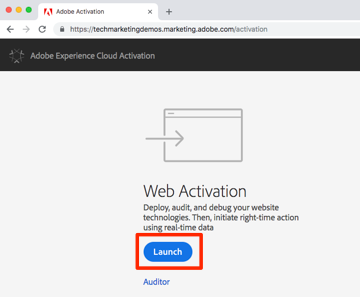 Adobe Activation
https://techmarketingdemos.marketing.adobe.com/activation
Adobe Experience Cloud Activation
Web Activation
Deploy, audit, and debug your website
technologies. Then, initiate right-time action
using real-time data
Launch
Auditor